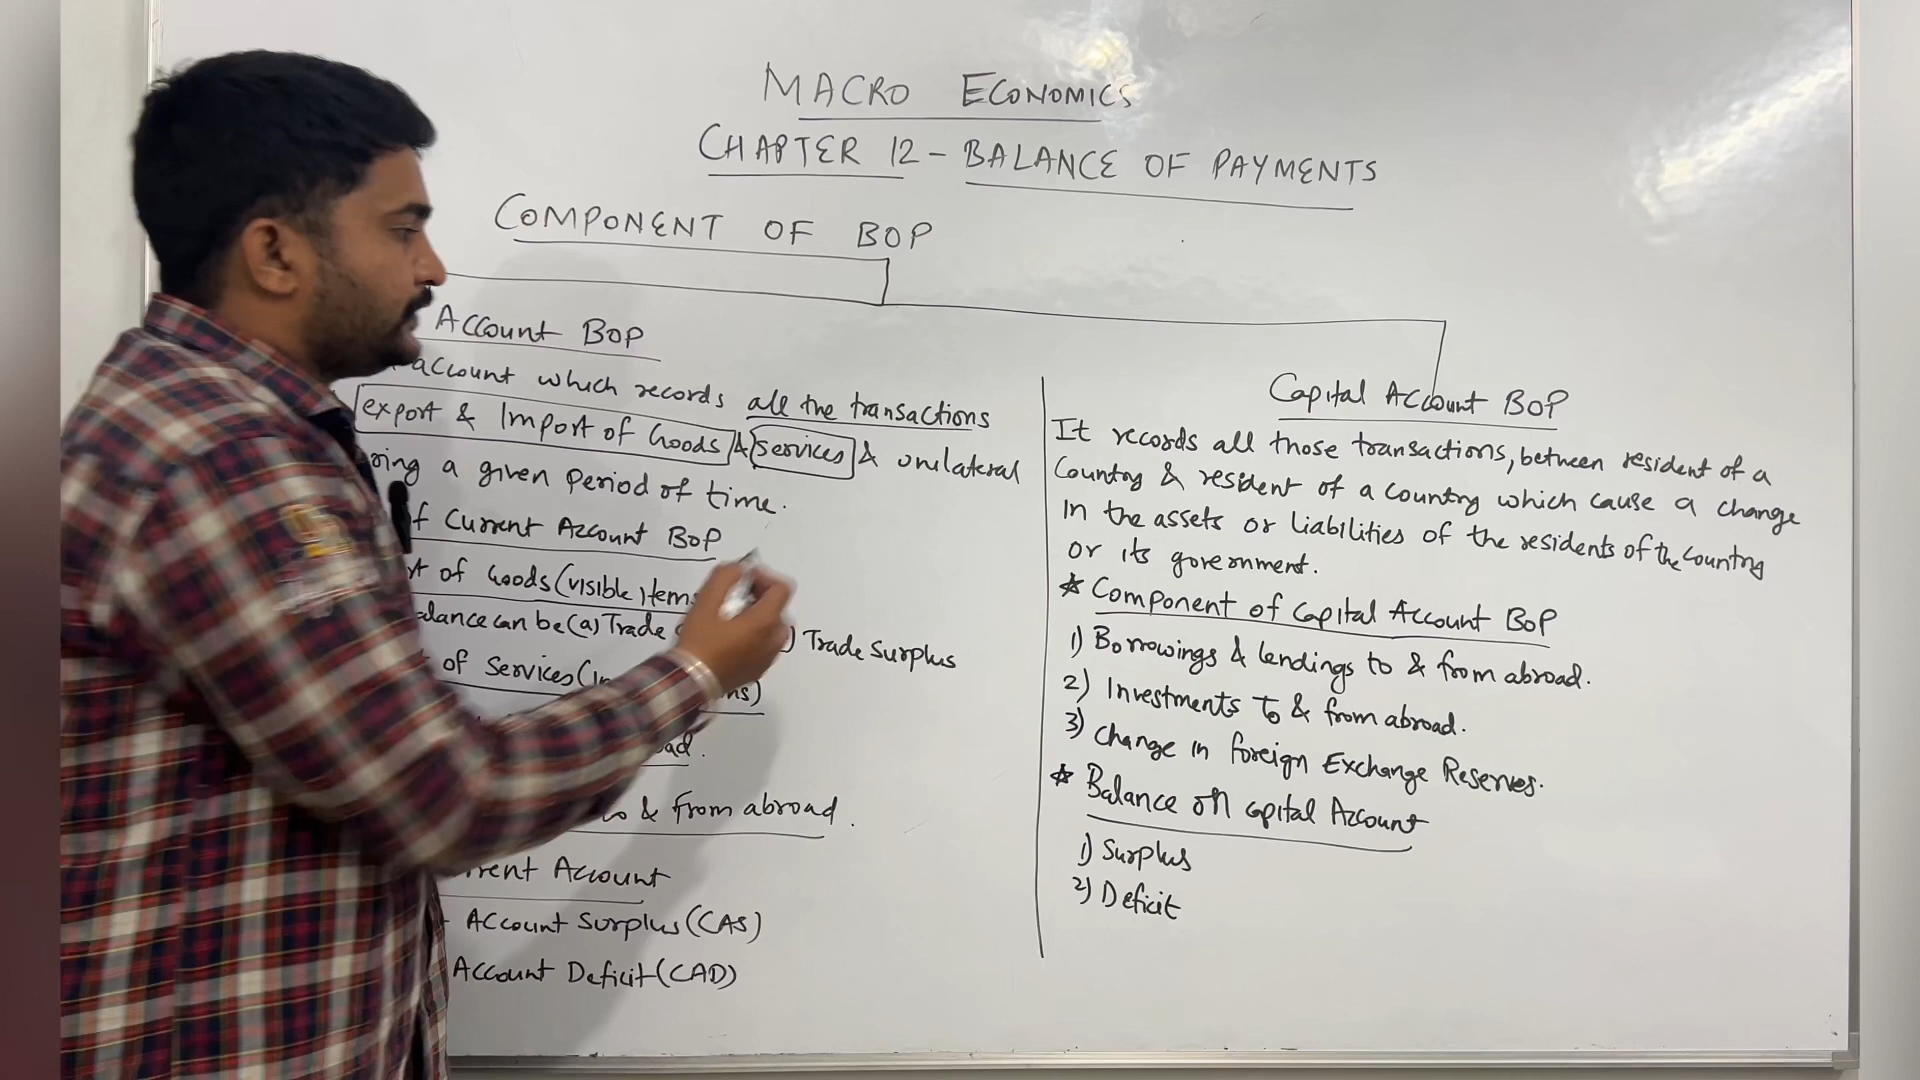 MACRO ECONOMICS
CHAPTER 12 - BALANCE OF PAYMENTS
COMPONENT OF BOP
Account BOP
account which records all the transactions
export & Import of Goods & services & unilateral
ring a given period of time.
f Current Account BOP
t of Goods (visible items
alance can be (a) Trade ) Trade Surplus
of Services (in ms)
ad.
to & from abroad.
rrent Account
Account Surplus (CAS)
Account Deficit (CAD)
Capital Account BOP
It records all those transactions, between resident of a
Country & resident of a country which cause a change
in the assets or liabilities of the residents of the country
or its government.
* Component of Capital Account BOP
1) Borrowings & lendings to & from abroad.
2) Investments to & from abroad.
3) Change in foreign Exchange Reserves.
* Balance on capital Account
1) Surplus
2) Deficit